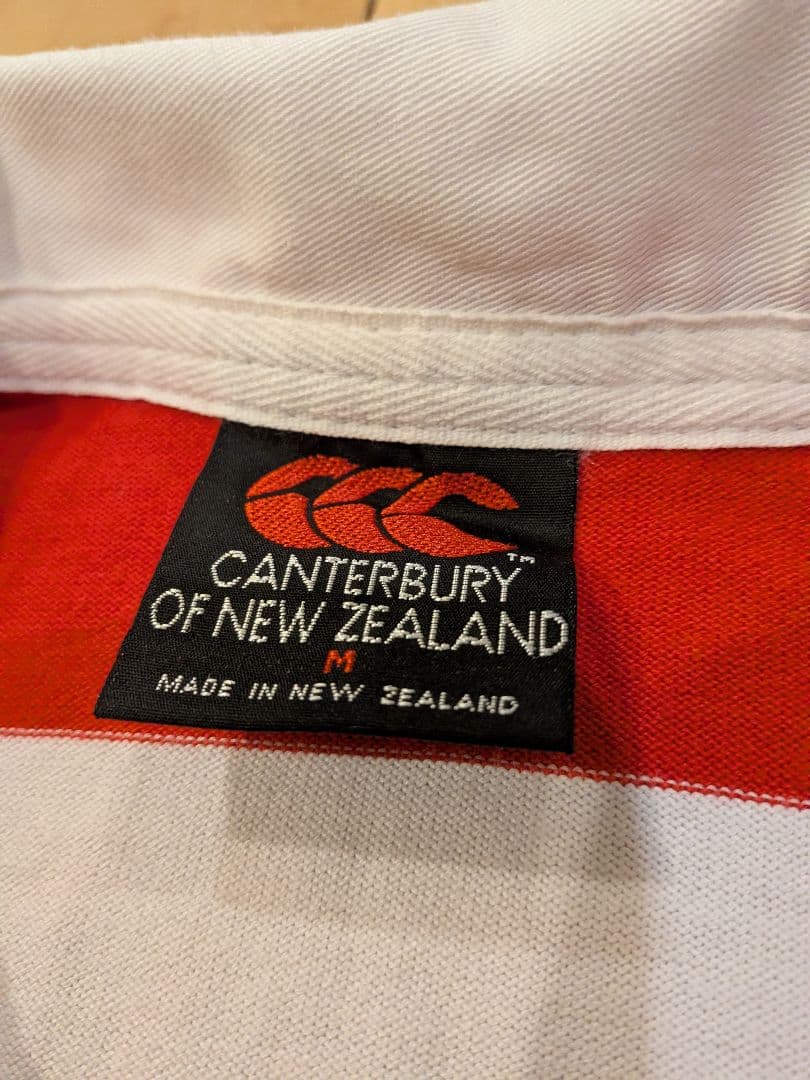 CANTERBURY™
OF NEW ZEALAND
M
MADE IN NEW ZEALAND